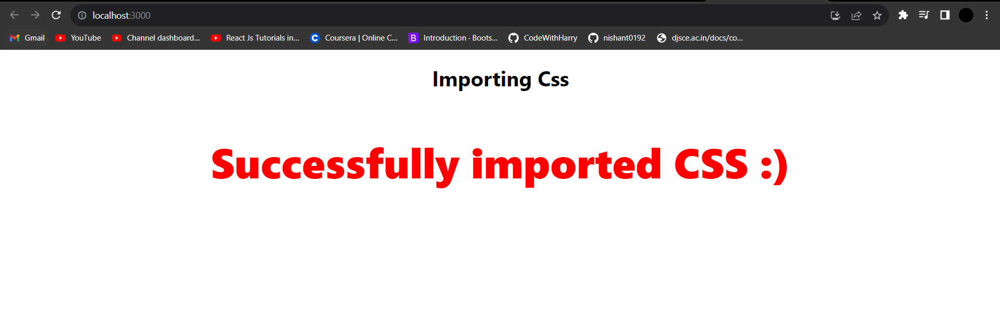 localhost:3000
Gmail YouTube Channel dashboard... React Js Tutorials in... Coursera | Online C... B Introduction · Boots... CodeWithHarry nishant0192 djsce.ac.in/docs/co...
Importing Css
Successfully imported CSS :)